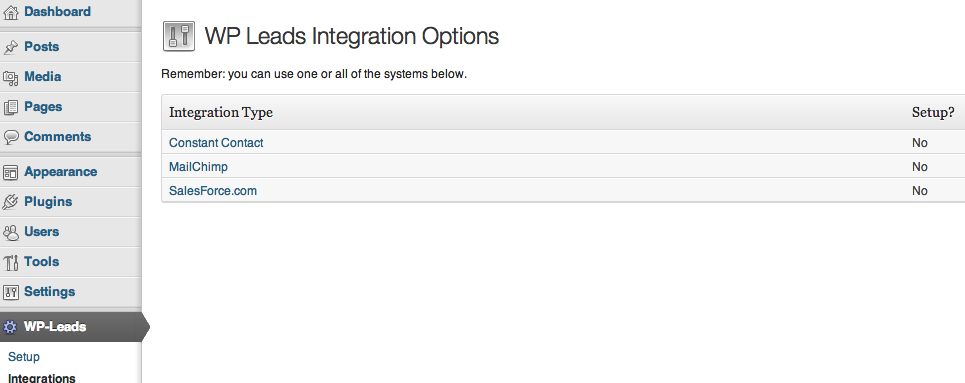 Dashboard
Posts
Media
Pages
Comments
Appearance
Plugins
Users
Tools
Settings
WP-Leads
Setup
Integrations
WP Leads Integration Options
Remember: you can use one or all of the systems below.
Integration Type Setup?
Constant Contact No
MailChimp No
SalesForce.com No